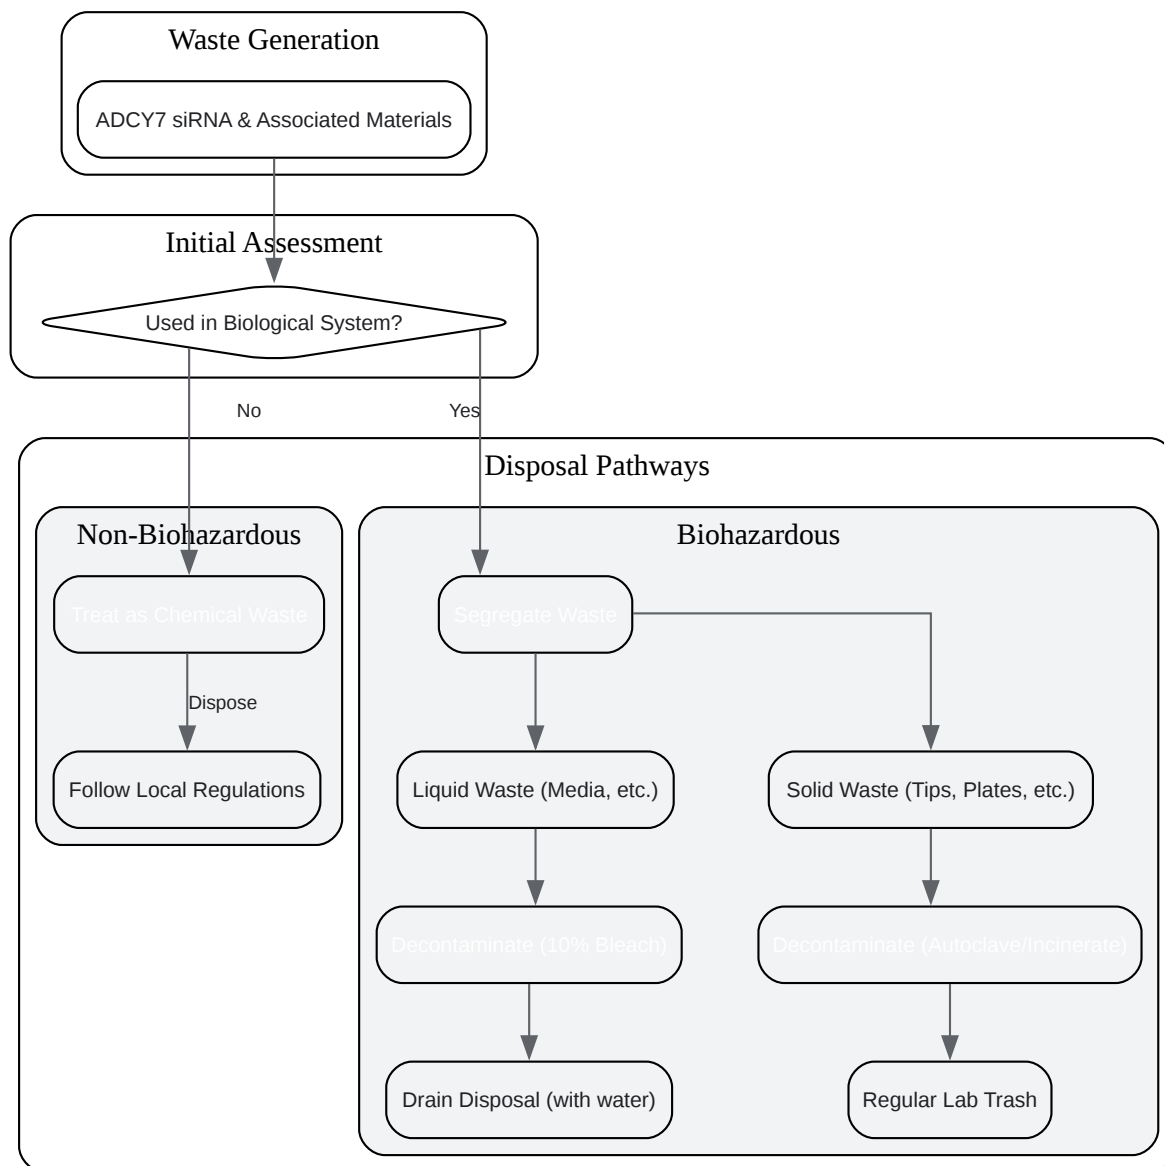 Waste Generation
ADCY7 siRNA & Associated Materials
Initial Assessment
Used in Biological System?
No
Yes
Disposal Pathways
Non-Biohazardous
Biohazardous
Treat as Chemical Waste
Segregate Waste
Dispose
Follow Local Regulations
Liquid Waste (Media, etc.)
Solid Waste (Tips, Plates, etc.)
Decontaminate (10% Bleach)
Decontaminate (Autoclave/Incinerate)
Drain Disposal (with water)
Regular Lab Trash